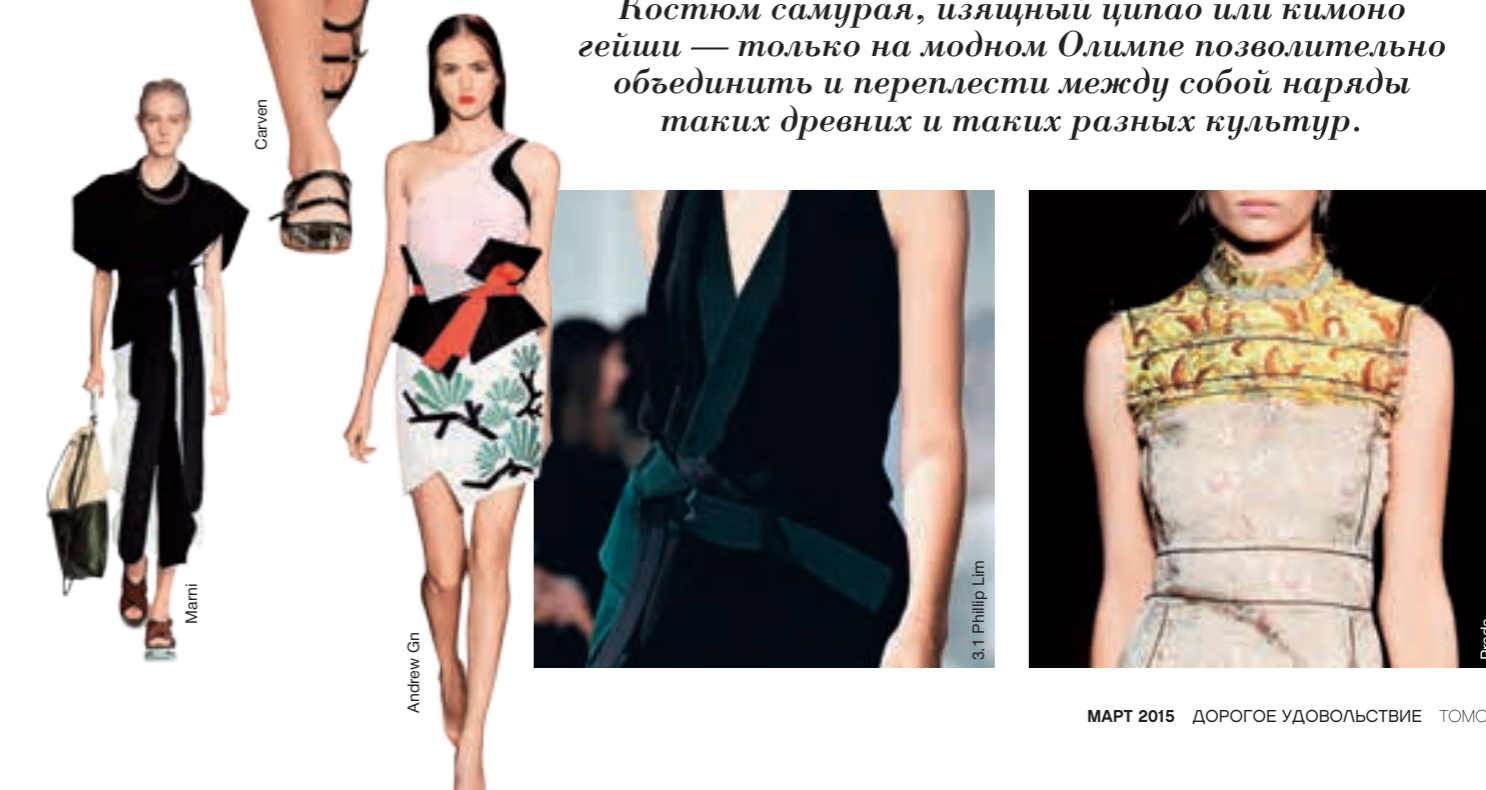 Костюм самурая, изящный ципао или кимоно
гейши — только на модном Олимпе позволительно
объединить и переплести между собой наряды
таких древних и таких разных культур.
Carven
Marni
Andrew Gn
3.1 Phillip Lim
Prada
МАРТ 2015 ДОРОГОЕ УДОВОЛЬСТВИЕ